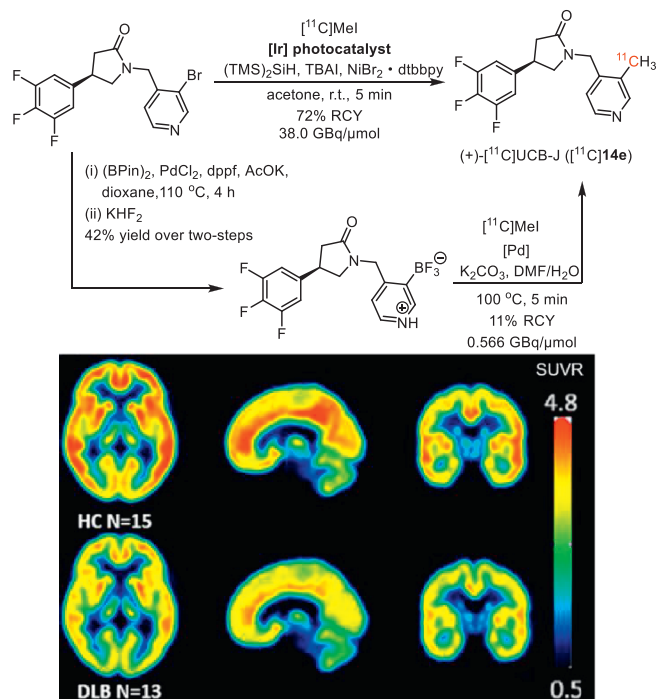 [11C]MeI
[Ir] photocatalyst
(TMS)2SiH, TBAI, NiBr2 • dtbbpy
acetone, r.t., 5 min
72% RCY
38.0 GBq/μmol
O
N
Br
N
F
F
F
O
N
11CH3
N
F
F
F
(+)-[11C]UCB-J ([11C]14e)
(i) (BPin)2, PdCl2, dppf, AcOK,
dioxane,110 oC, 4 h
(ii) KHF2
42% yield over two-steps
O
N
BF3 ⊖
⊕
NH
F
F
F
[11C]MeI
[Pd]
K2CO3, DMF/H2O
100 oC, 5 min
11% RCY
0.566 GBq/μmol
SUVR
4.8
HC N=15
DLB N=13
0.5